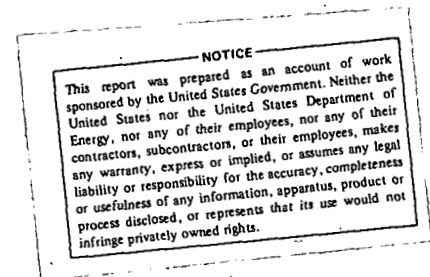 NOTICE
This report was prepared as an account of work
sponsored by the United States Government. Neither the
United States nor the United States Department of
Energy, nor any of their employees, nor any of their
contractors, subcontractors, or their employees, makes
any warranty, express or implied, or assumes any legal
liability or responsibility for the accuracy, completeness
or usefulness of any information, apparatus, product or
process disclosed, or represents that its use would not
infringe privately owned rights.